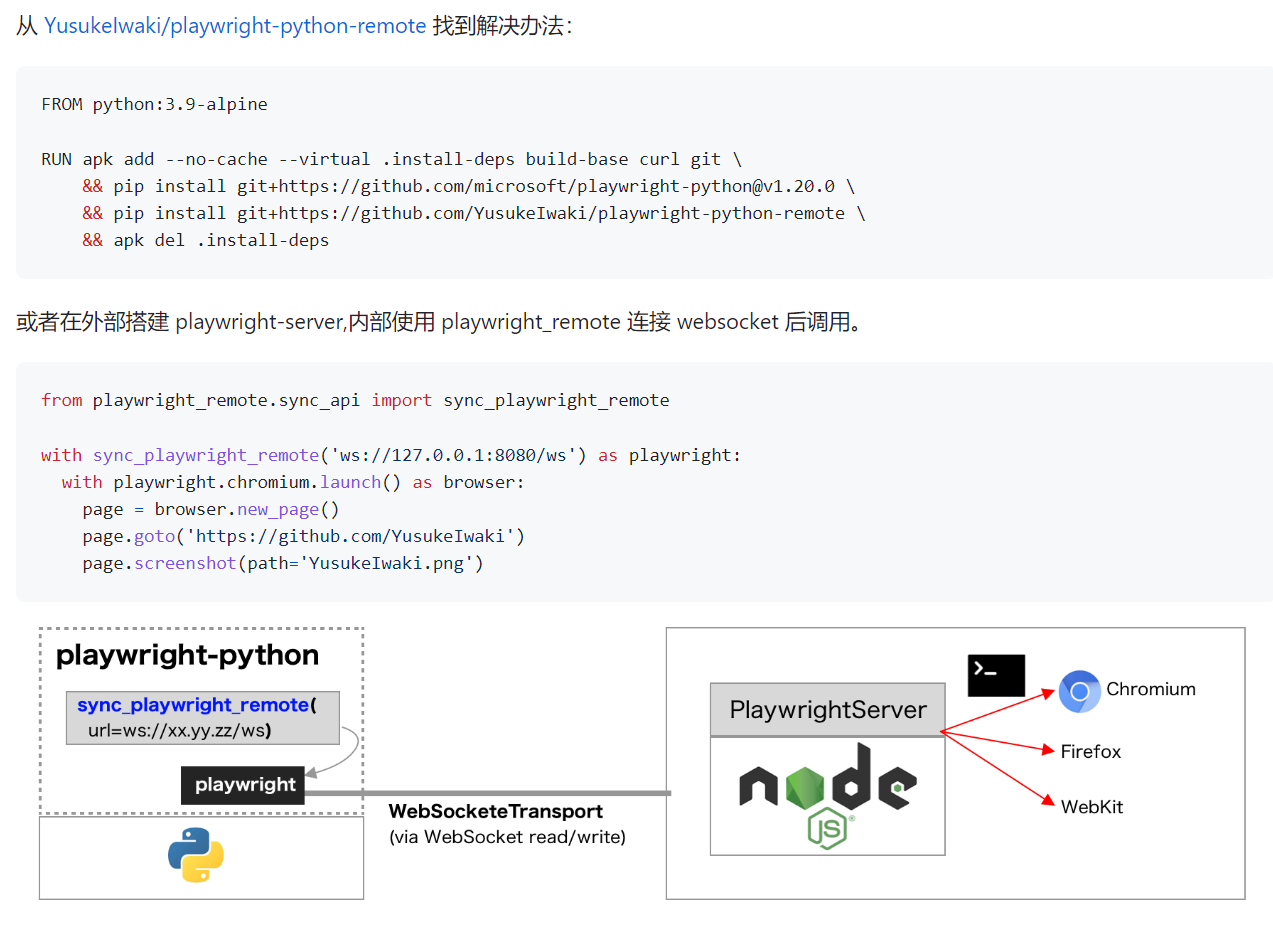 从 YusukeIwaki/playwright-python-remote 找到解决办法：
FROM python:3.9-alpine
RUN apk add --no-cache --virtual .install-deps build-base curl git \
    && pip install git+https://github.com/microsoft/playwright-python@v1.20.0 \
    && pip install git+https://github.com/YusukeIwaki/playwright-python-remote \
    && apk del .install-deps
或者在外部搭建 playwright-server,内部使用 playwright_remote 连接 websocket 后调用。
from playwright_remote.sync_api import sync_playwright_remote
with sync_playwright_remote('ws://127.0.0.1:8080/ws') as playwright:
  with playwright.chromium.launch() as browser:
    page = browser.new_page()
    page.goto('https://github.com/YusukeIwaki')
    page.screenshot(path='YusukeIwaki.png')
playwright-python
sync_playwright_remote(
url=ws://xx.yy.zz/ws)
playwright
WebSocketeTransport
(via WebSocket read/write)
PlaywrightServer
node
JS®
>_
Chromium
Firefox
WebKit